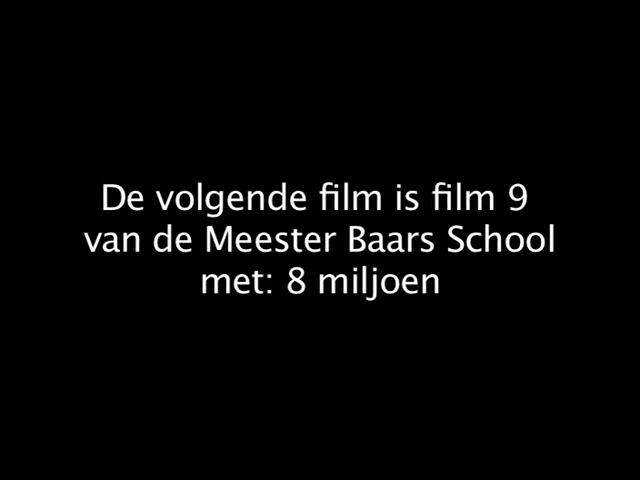 De volgende film is film 9
van de Meester Baars School
met: 8 miljoen